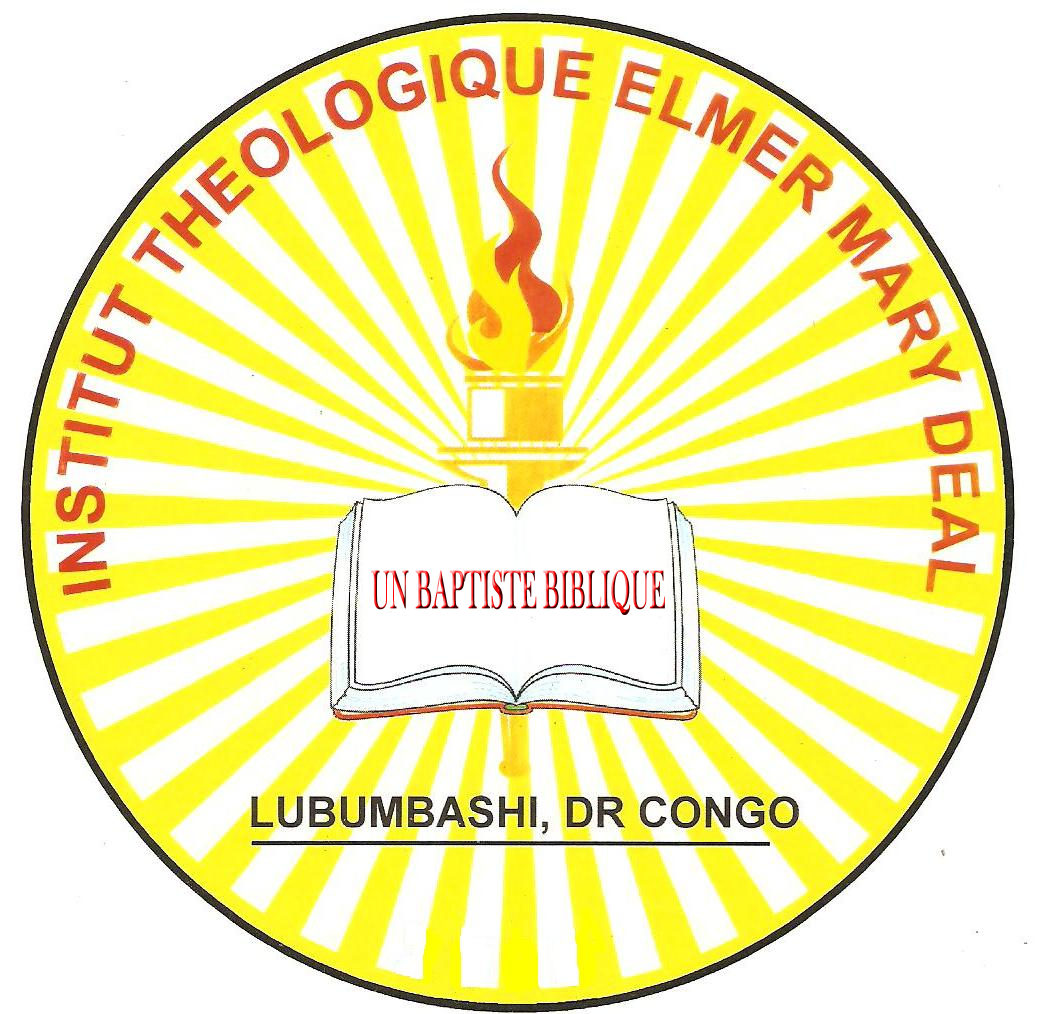 INSTITUT THEOLOGIQUE ELMER MARY DEAL
UN BAPTISTE BIBLIQUE
LUBUMBASHI, DR CONGO